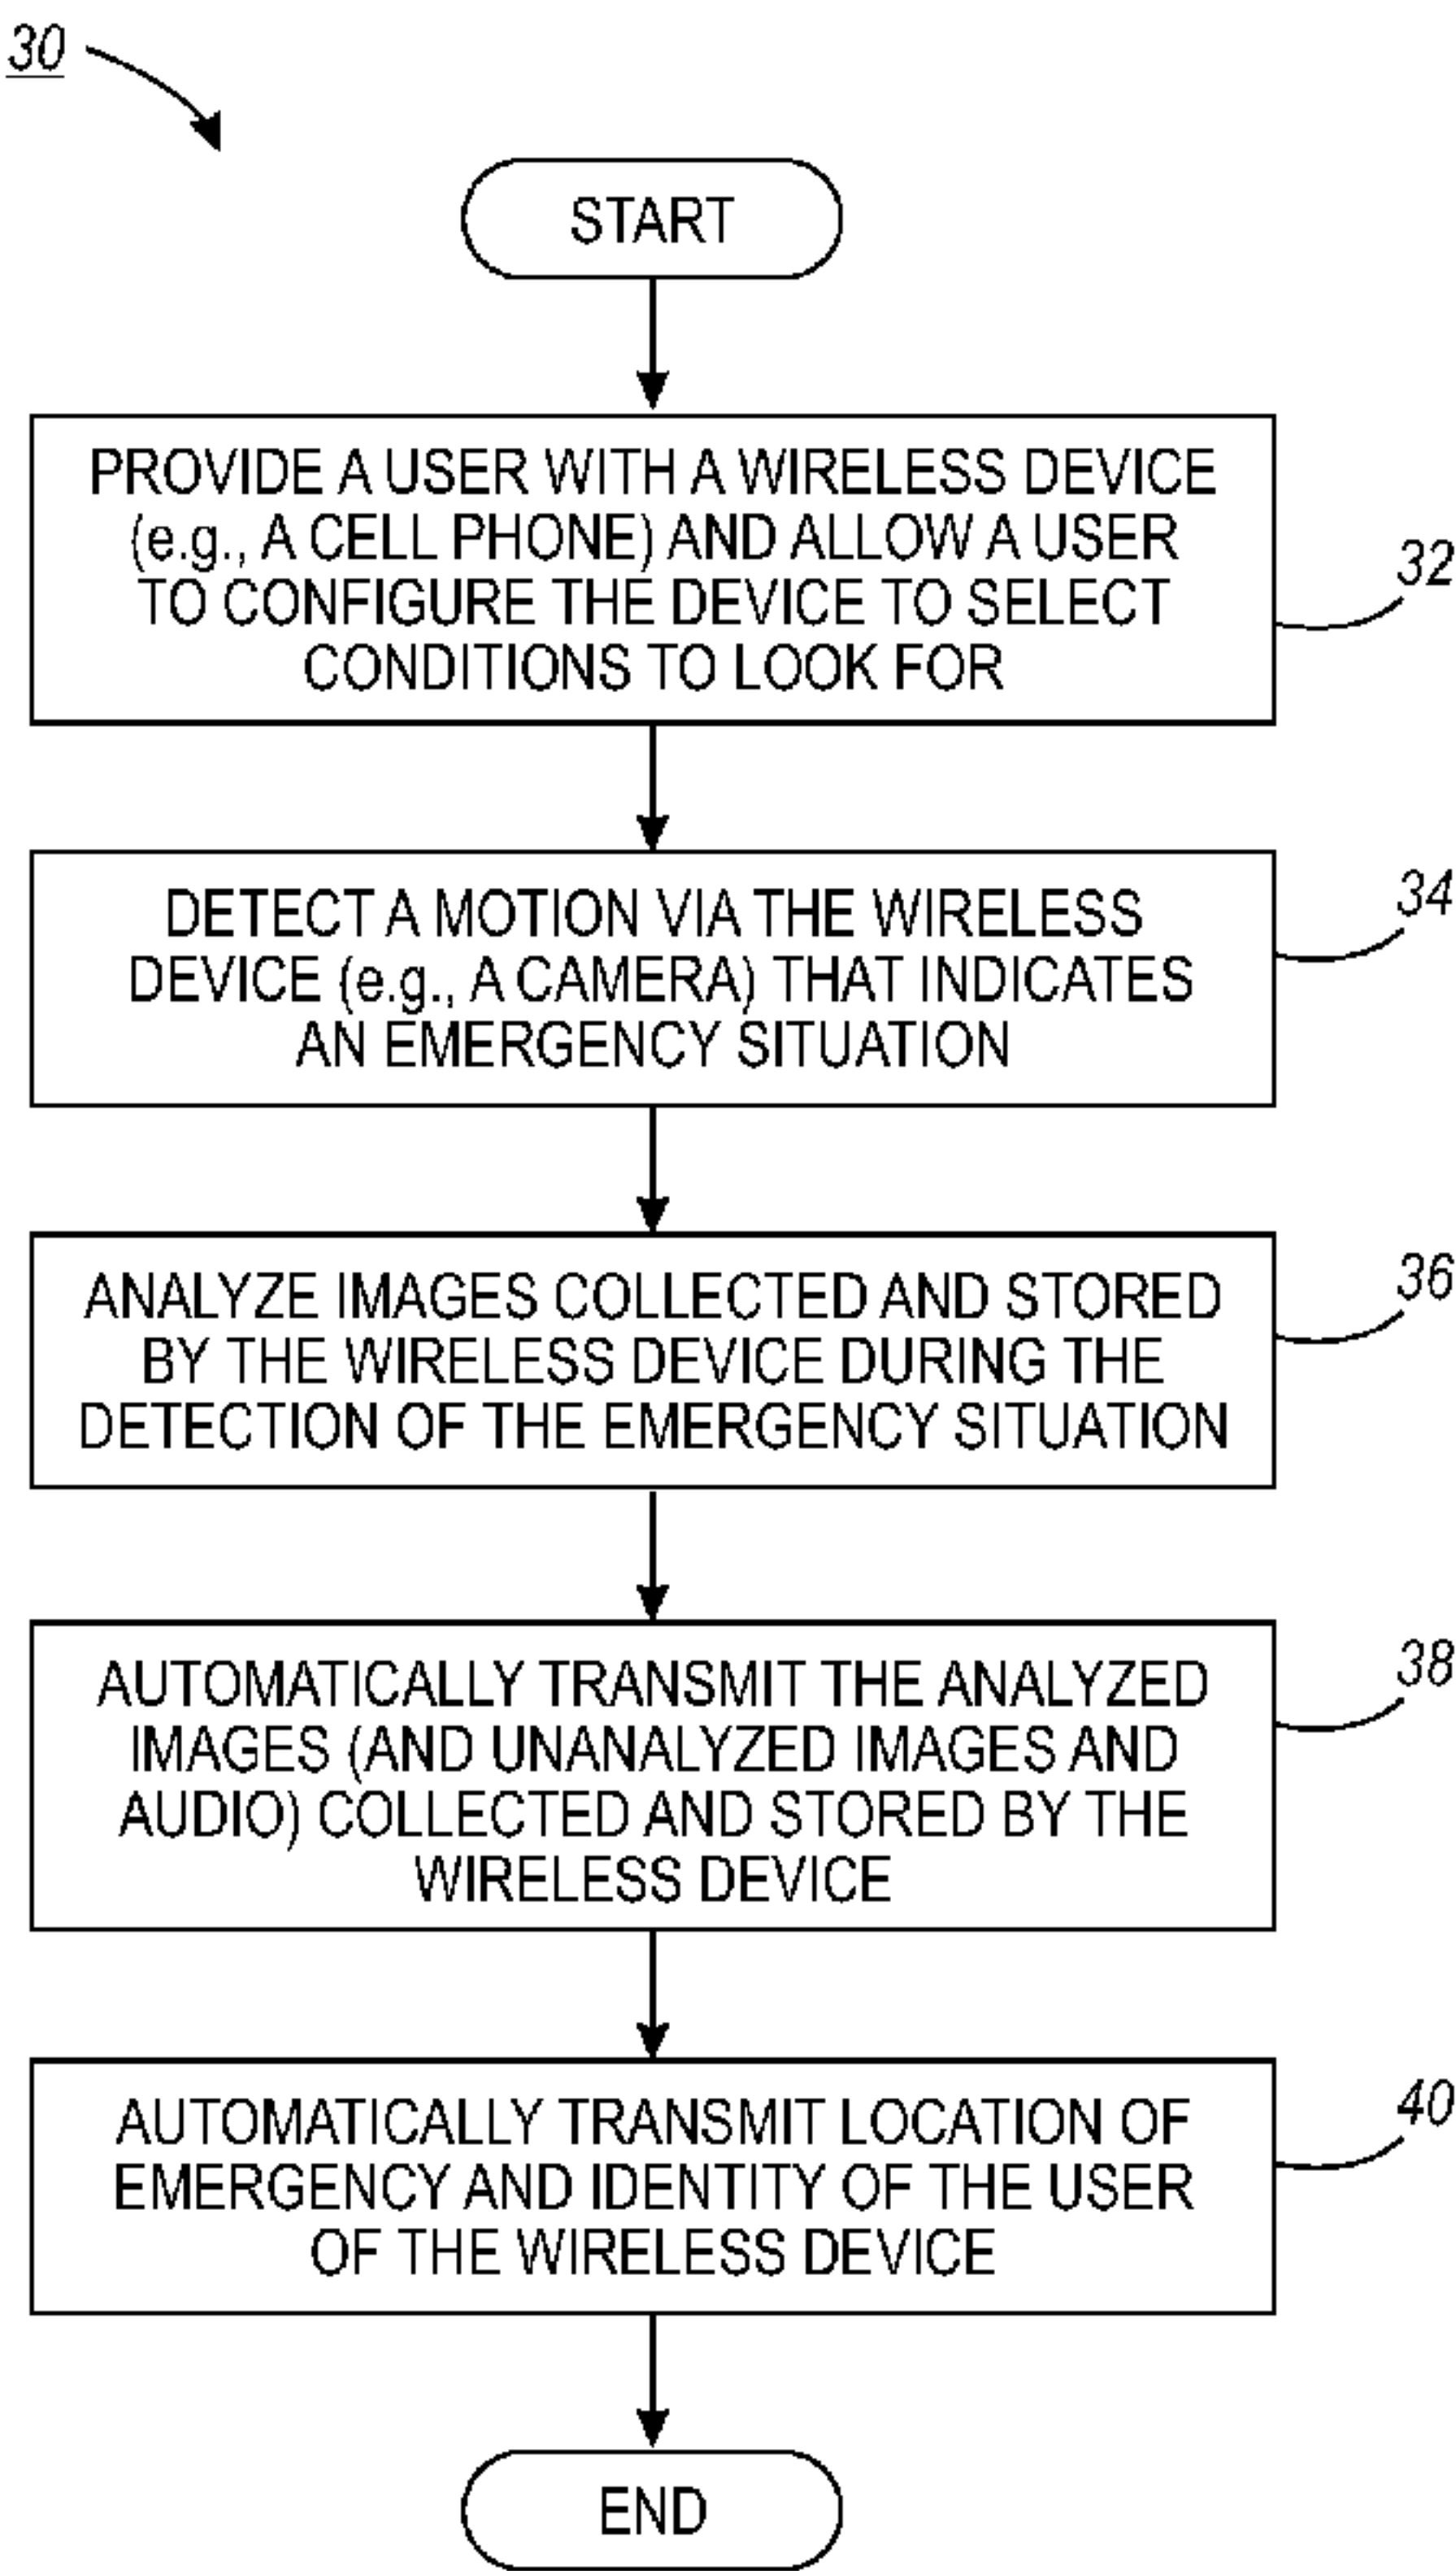 30
START
PROVIDE A USER WITH A WIRELESS DEVICE
(e.g., A CELL PHONE) AND ALLOW A USER
TO CONFIGURE THE DEVICE TO SELECT
CONDITIONS TO LOOK FOR
32
DETECT A MOTION VIA THE WIRELESS
DEVICE (e.g., A CAMERA) THAT INDICATES
AN EMERGENCY SITUATION
34
ANALYZE IMAGES COLLECTED AND STORED
BY THE WIRELESS DEVICE DURING THE
DETECTION OF THE EMERGENCY SITUATION
36
AUTOMATICALLY TRANSMIT THE ANALYZED
IMAGES (AND UNANALYZED IMAGES AND
AUDIO) COLLECTED AND STORED BY THE
WIRELESS DEVICE
38
AUTOMATICALLY TRANSMIT LOCATION OF
EMERGENCY AND IDENTITY OF THE USER
OF THE WIRELESS DEVICE
40
END